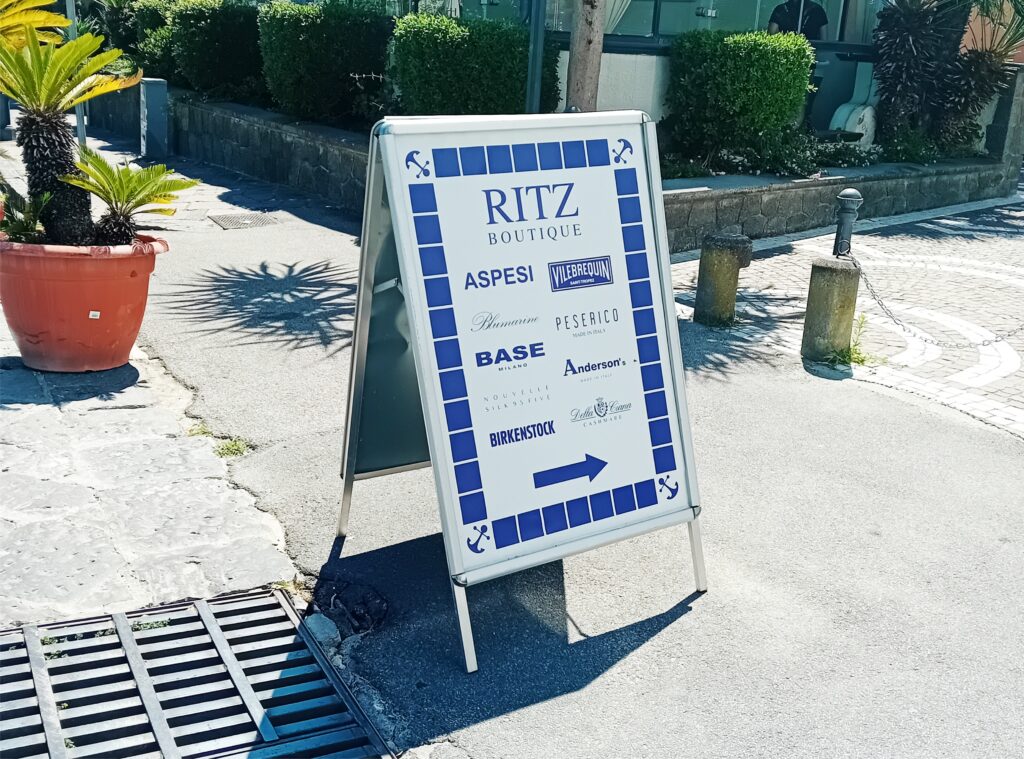 RITZ
BOUTIQUE
ASPESI
VILEBREQUIN
SAINT-TROPEZ
Blumarine
PESERICO
MADE IN ITALY
BASE
MILANO
Anderson's
MADE IN ITALY
NOUVELLE
SILK 95 FIVE
Della Ciana
CASHMERE
BIRKENSTOCK